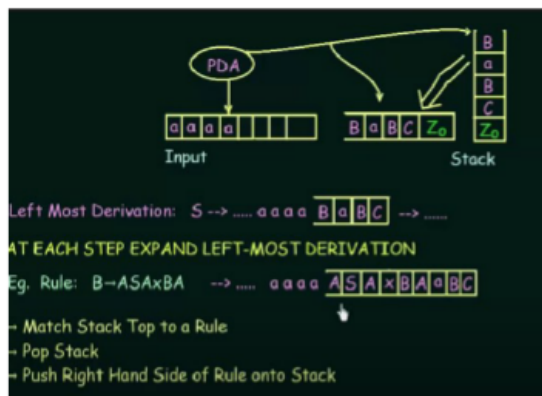 PDA
B
a
B
C
Z₀
a a a a
B a B C Z₀
Input
Stack
Left Most Derivation: S --> ..... a a a a B a B C --> ......
AT EACH STEP EXPAND LEFT-MOST DERIVATION
Eg. Rule: B→ASAxBA --> ..... a a a a A S A x B A a B C
→ Match Stack Top to a Rule
→ Pop Stack
→ Push Right Hand Side of Rule onto Stack